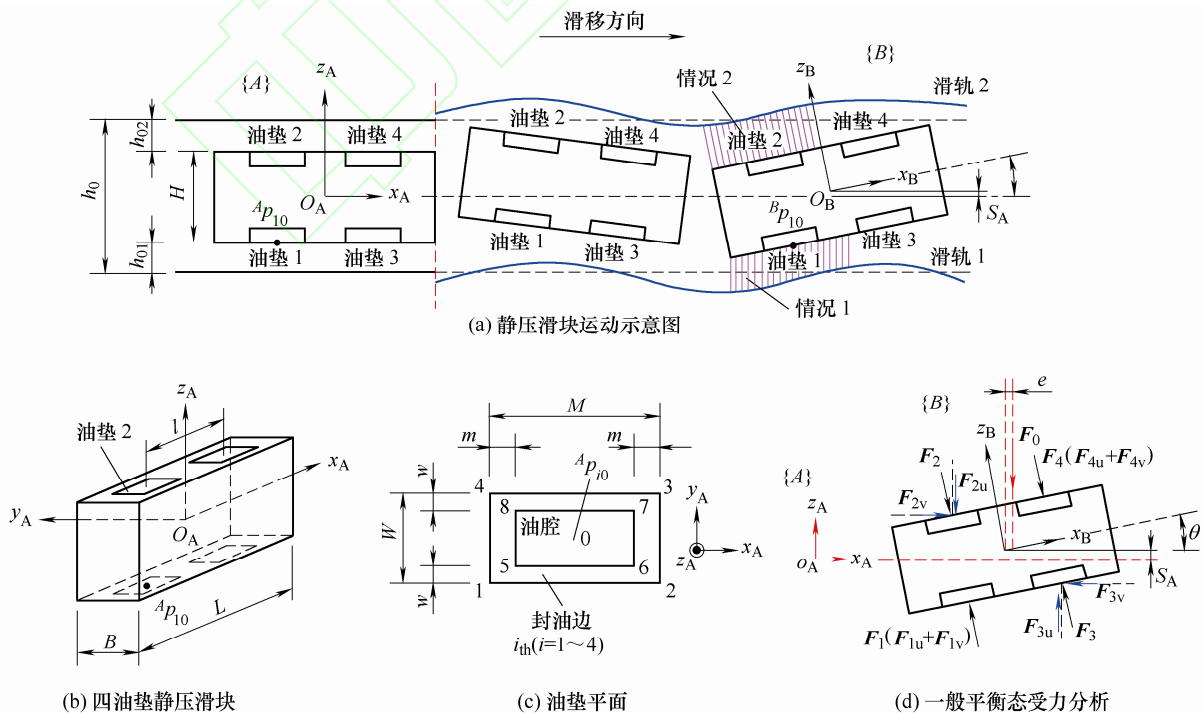 滑移方向
{A}
z_A
情况 2
z_B
{B}
滑轨 2
h_02
油垫 2
油垫 4
油垫 2
油垫 4
油垫 2
油垫 4
h_0
H
O_A
x_A
x_B
O_B
S_A
^A p_10
^B p_10
h_01
油垫 1
油垫 3
油垫 1
油垫 3
油垫 1
油垫 3
滑轨 1
情况 1
(a) 静压滑块运动示意图
z_A
油垫 2
l
x_A
y_A
O_A
^A p_10
L
B
(b) 四油垫静压滑块
M
m
m
^A p_i0
w
4
3
8
7
W
油腔
0
5
6
w
1
2
y_A
z_A
x_A
封油边
i_th(i=1～4)
(c) 油垫平面
e
{B}
z_B
F_0
F_2
F_2u
F_4(F_4u+F_4v)
{A}
F_2v
z_A
x_B
θ
o_A
x_A
S_A
F_3v
F_1(F_1u+F_1v)
F_3u
F_3
(d) 一般平衡态受力分析